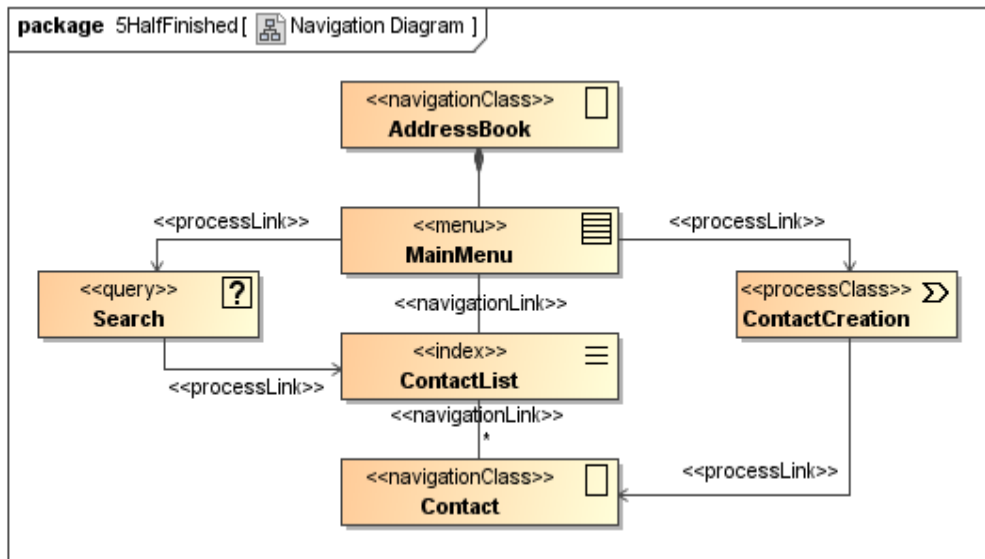 package 5HalfFinished [ Navigation Diagram ]
<<navigationClass>>
AddressBook
<<processLink>>
<<menu>>
MainMenu
<<processLink>>
<<query>>
?
Search
<<navigationLink>>
<<processClass>>
ContactCreation
<<processLink>>
<<index>>
ContactList
<<navigationLink>>
*
<<navigationClass>>
Contact
<<processLink>>